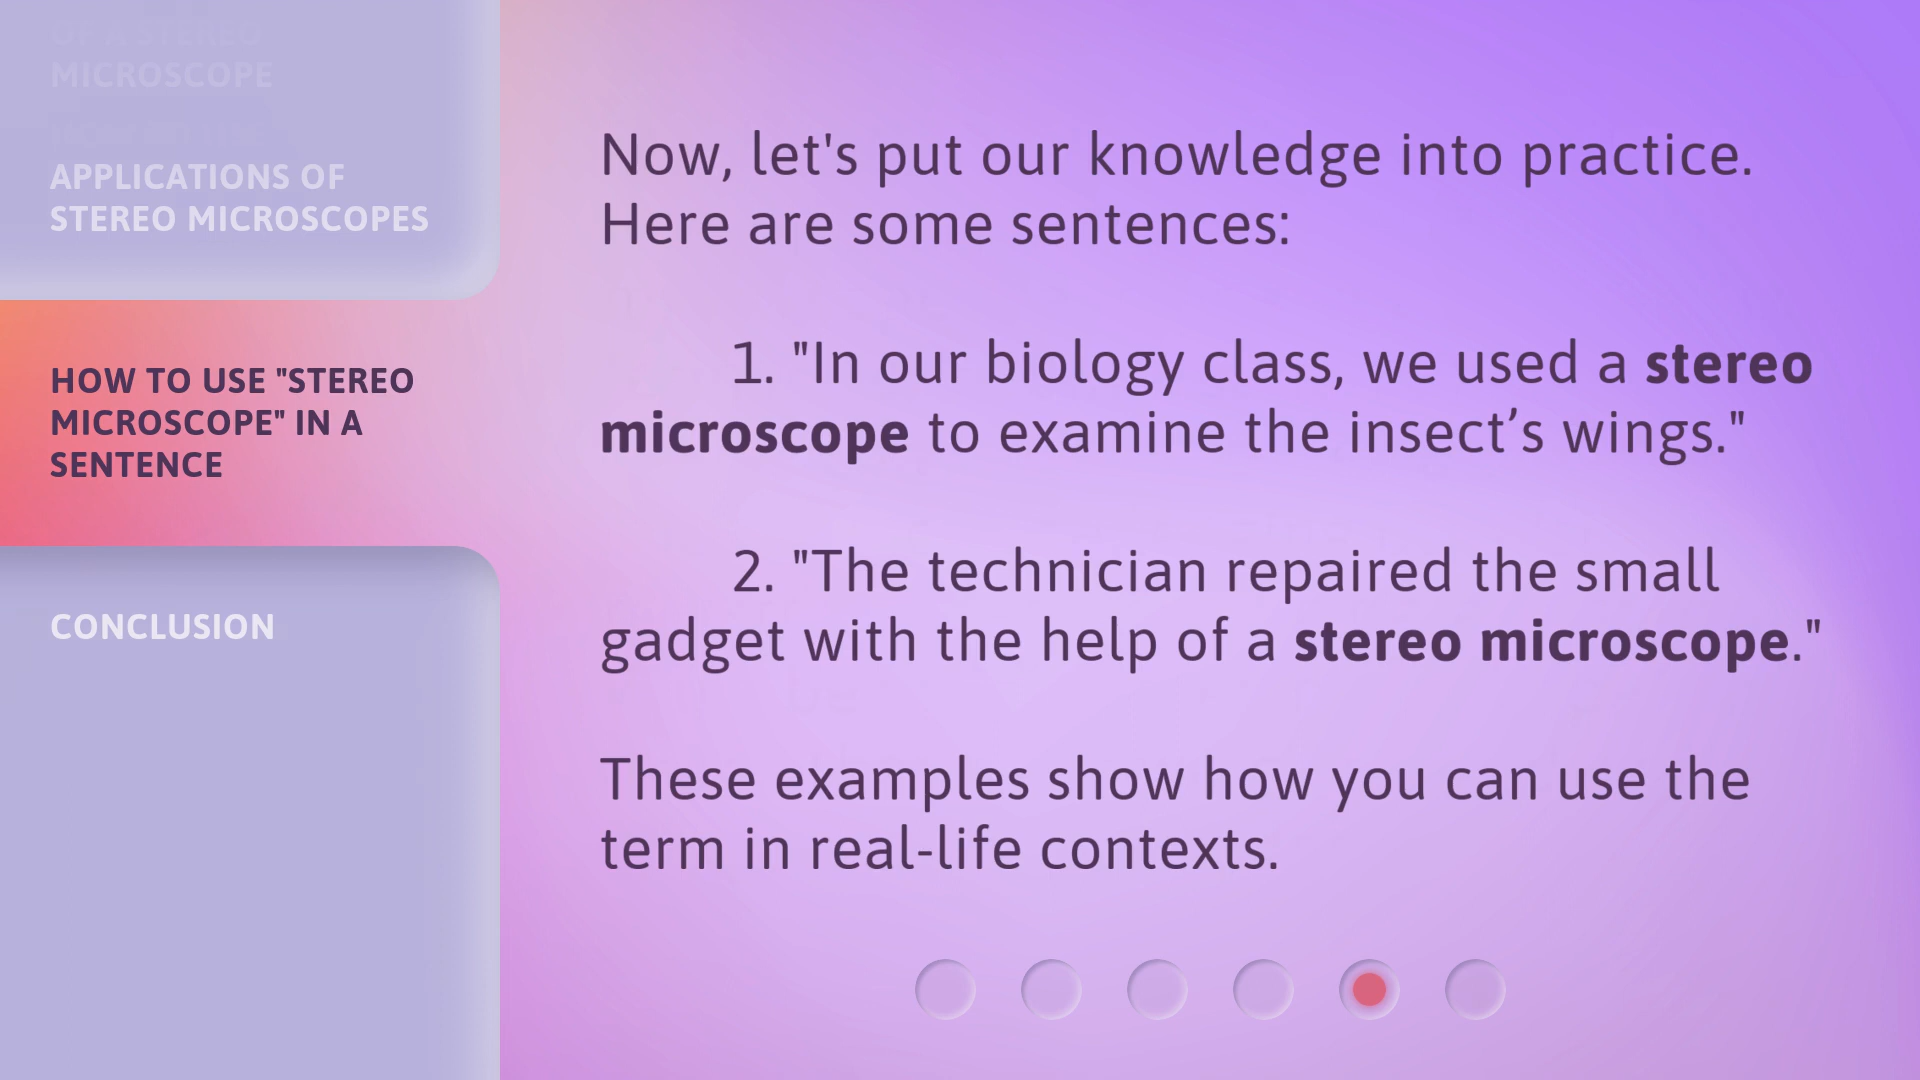 OF A STEREO
MICROSCOPE
APPLICATIONS OF
STEREO MICROSCOPES
HOW TO USE "STEREO
MICROSCOPE" IN A
SENTENCE
CONCLUSION
Now, let's put our knowledge into practice.
Here are some sentences:
1. "In our biology class, we used a stereo
microscope to examine the insect’s wings."
2. "The technician repaired the small
gadget with the help of a stereo microscope."
These examples show how you can use the
term in real-life contexts.